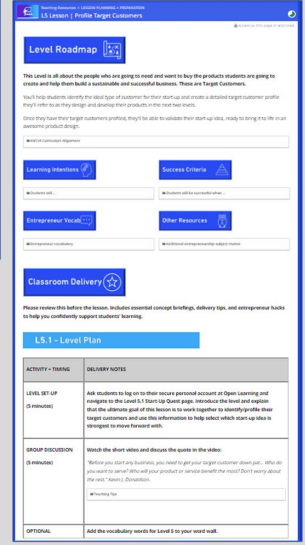 Teaching Resources > LESSON PLANNING + PREPARATION
L5 Lesson | Profile Target Customers
Level Roadmap
This Level is all about the people who are going to need and want to buy the products students are going to
create and help them build a sustainable and successful business. These are Target Customers.
You'll help students identify the ideal type of customer for their start-up and create a detailed target customer profile
they'll refer to as they design and develop their products in the next two levels.
Once they have their target customers profiled, they'll be able to validate their start-up idea, ready to bring it to life in an
awesome product design.
Curriculum Alignment
Learning Intentions
Success Criteria
Students will ...
Students will be successful when ...
Entrepreneur Vocab
Other Resources
Entrepreneur vocabulary
Additional entrepreneurship subject matter
Classroom Delivery
Please review this before the lesson. Includes essential concept briefings, delivery tips, and entrepreneur hacks
to help you confidently support students' learning.
L5.1 – Level Plan
ACTIVITY + TIMING
DELIVERY NOTES
LEVEL SET-UP
(5 minutes)
Ask students to log on to their secure personal account at Open Learning and
navigate to the Level 5.1 Start-Up Quest page. Introduce the level and explain
that the ultimate goal of this lesson is to work together to identify/profile their
target customers and use this information to help select which start-up idea is
strongest to move forward with.
GROUP DISCUSSION
(5 minutes)
Watch the short video and discuss the quote in the video:
"Before you start any business, you need to get your target customer down pat... Who do
you want to serve? Who will your product or service benefit the most? Don't worry about
the rest." Kevin J. Donaldson.
Teaching Tips
OPTIONAL
Add the vocabulary words for Level 5 to your word wall.